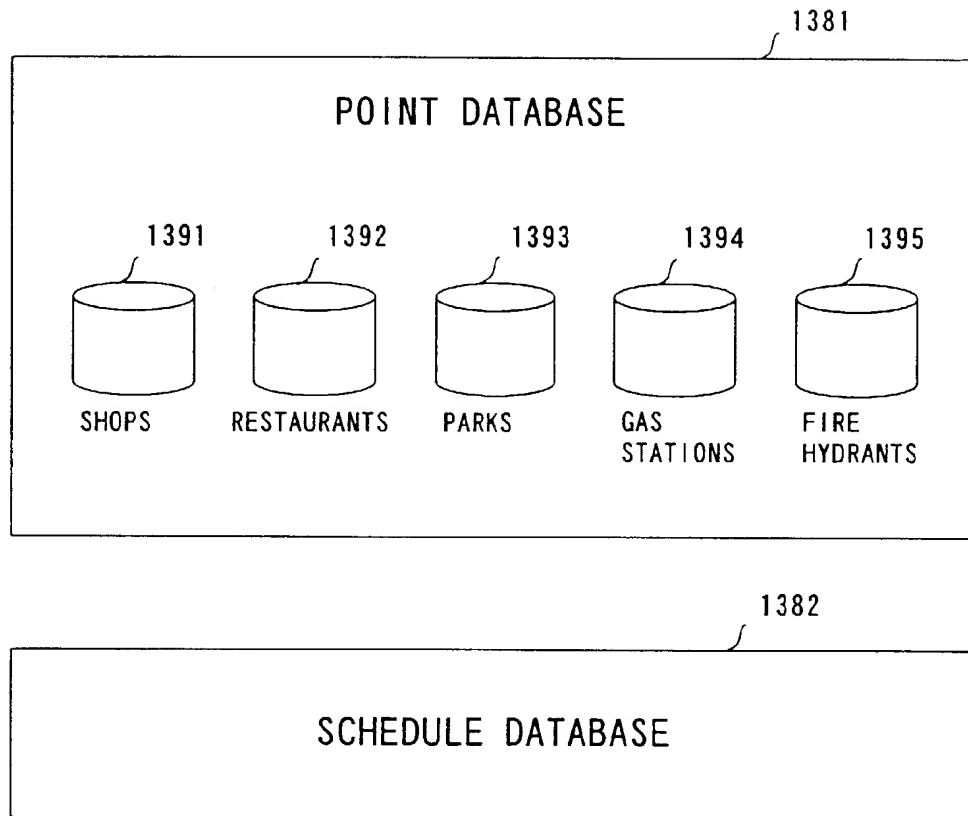 1381
POINT DATABASE
1391 1392 1393 1394 1395
SHOPS RESTAURANTS PARKS GAS STATIONS FIRE HYDRANTS
1382
SCHEDULE DATABASE